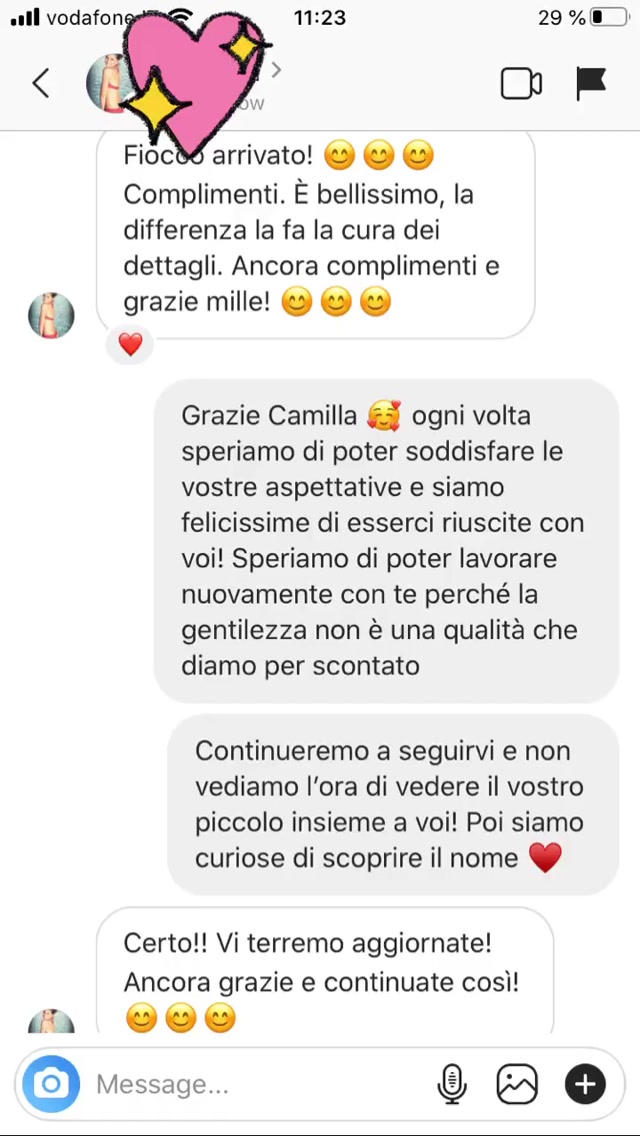 vodafone
11:23
29 %
ow
Fiocco arrivato! 😊 😊 😊
Complimenti. È bellissimo, la
differenza la fa la cura dei
dettagli. Ancora complimenti e
grazie mille! 😊 😊 😊
Grazie Camilla 🥰 ogni volta
speriamo di poter soddisfare le
vostre aspettative e siamo
felicissime di esserci riuscite con
voi! Speriamo di poter lavorare
nuovamente con te perché la
gentilezza non è una qualità che
diamo per scontato
Continueremo a seguirvi e non
vediamo l’ora di vedere il vostro
piccolo insieme a voi! Poi siamo
curiose di scoprire il nome ♥️
Certo!! Vi terremo aggiornate!
Ancora grazie e continuate così!
😊 😊 😊
Message...